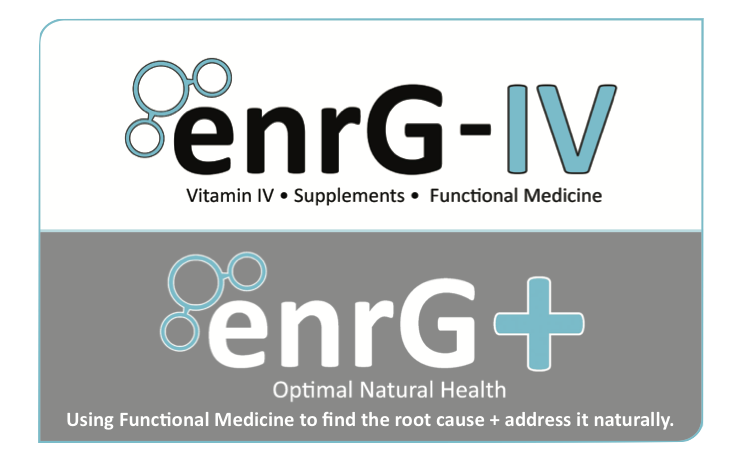 enrG-IV
Vitamin IV • Supplements • Functional Medicine
enrG+
Optimal Natural Health
Using Functional Medicine to find the root cause + address it naturally.